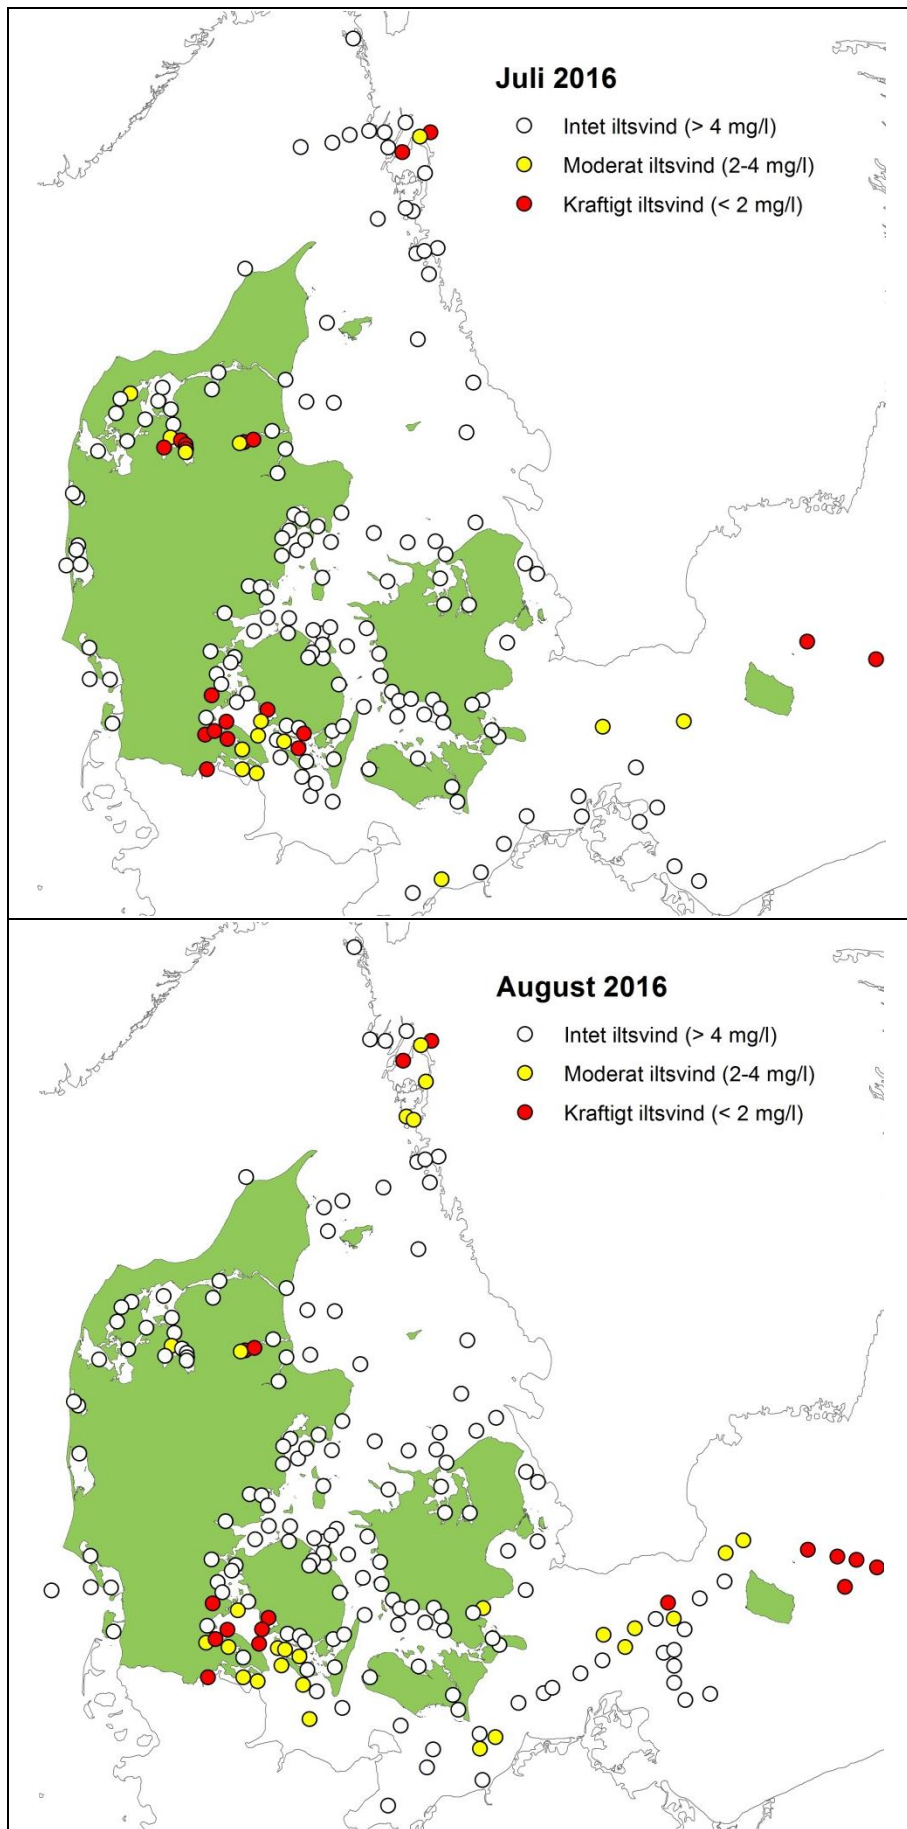 Juli 2016
Intet iltsvind (> 4 mg/l)
Moderat iltsvind (2-4 mg/l)
Kraftigt iltsvind (< 2 mg/l)
August 2016
Intet iltsvind (> 4 mg/l)
Moderat iltsvind (2-4 mg/l)
Kraftigt iltsvind (< 2 mg/l)